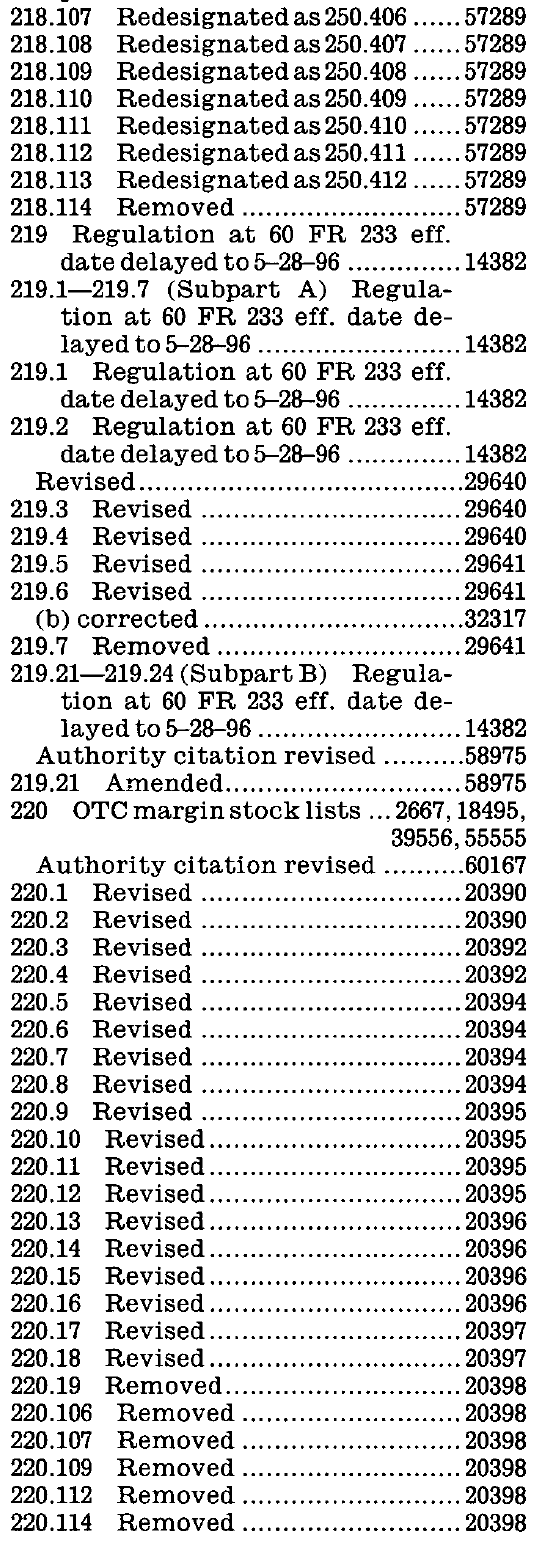 218.107 Redesignated as 250.406 ......57289
218.108 Redesignated as 250.407 ......57289
218.109 Redesignated as 250.408 ......57289
218.110 Redesignated as 250.409 ......57289
218.111 Redesignated as 250.410 ......57289
218.112 Redesignated as 250.411 ......57289
218.113 Redesignated as 250.412 ......57289
218.114 Removed ...........................57289
219 Regulation at 60 FR 233 eff.
date delayed to 5–28–96 ..............14382
219.1—219.7 (Subpart A) Regula-
tion at 60 FR 233 eff. date de-
layed to 5–28–96 .........................14382
219.1 Regulation at 60 FR 233 eff.
date delayed to 5–28–96 ..............14382
219.2 Regulation at 60 FR 233 eff.
date delayed to 5–28–96 ..............14382
Revised........................................29640
219.3 Revised ................................29640
219.4 Revised ................................29640
219.5 Revised ................................29641
219.6 Revised ................................29641
(b) corrected ................................32317
219.7 Removed ..............................29641
219.21—219.24 (Subpart B) Regula-
tion at 60 FR 233 eff. date de-
layed to 5–28–96 .........................14382
Authority citation revised ..........58975
219.21 Amended.............................58975
220 OTC margin stock lists ... 2667, 18495,
39556, 55555
Authority citation revised ..........60167
220.1 Revised ................................20390
220.2 Revised ................................20390
220.3 Revised ................................20392
220.4 Revised ................................20392
220.5 Revised ................................20394
220.6 Revised ................................20394
220.7 Revised ................................20394
220.8 Revised ................................20394
220.9 Revised ................................20395
220.10 Revised...............................20395
220.11 Revised...............................20395
220.12 Revised...............................20395
220.13 Revised...............................20396
220.14 Revised...............................20396
220.15 Revised...............................20396
220.16 Revised...............................20396
220.17 Revised...............................20397
220.18 Revised...............................20397
220.19 Removed.............................20398
220.106 Removed ...........................20398
220.107 Removed ...........................20398
220.109 Removed ...........................20398
220.112 Removed ...........................20398
220.114 Removed ...........................20398